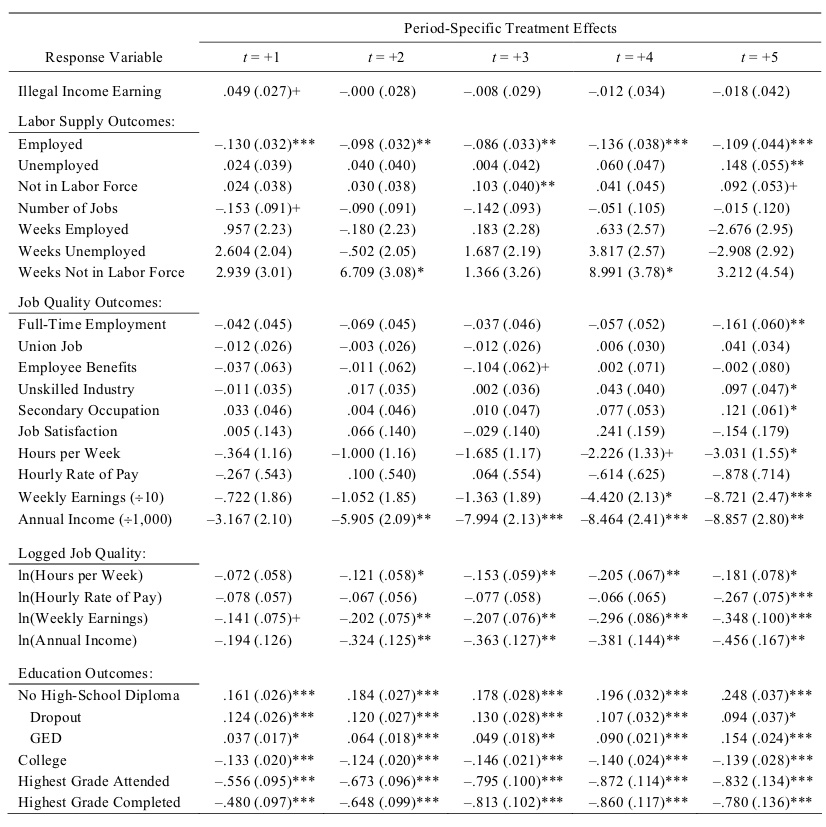 Period-Specific Treatment Effects
Response Variable t = +1 t = +2 t = +3 t = +4 t = +5
Illegal Income Earning .049 (.027)+ –.000 (.028) –.008 (.029) –.012 (.034) –.018 (.042)
Labor Supply Outcomes:
Employed –.130 (.032)*** –.098 (.032)** –.086 (.033)** –.136 (.038)*** –.109 (.044)***
Unemployed .024 (.039) .040 (.040) .004 (.042) .060 (.047) .148 (.055)**
Not in Labor Force .024 (.038) .030 (.038) .103 (.040)** .041 (.045) .092 (.053)+
Number of Jobs –.153 (.091)+ –.090 (.091) –.142 (.093) –.051 (.105) –.015 (.120)
Weeks Employed .957 (2.23) –.180 (2.23) .183 (2.28) .633 (2.57) –2.676 (2.95)
Weeks Unemployed 2.604 (2.04) –.502 (2.05) 1.687 (2.19) 3.817 (2.57) –2.908 (2.92)
Weeks Not in Labor Force 2.939 (3.01) 6.709 (3.08)* 1.366 (3.26) 8.991 (3.78)* 3.212 (4.54)
Job Quality Outcomes:
Full-Time Employment –.042 (.045) –.069 (.045) –.037 (.046) –.057 (.052) –.161 (.060)**
Union Job –.012 (.026) –.003 (.026) –.012 (.026) .006 (.030) .041 (.034)
Employee Benefits –.037 (.063) –.011 (.062) –.104 (.062)+ .002 (.071) –.002 (.080)
Unskilled Industry –.011 (.035) .017 (.035) .002 (.036) .043 (.040) .097 (.047)*
Secondary Occupation .033 (.046) .004 (.046) .010 (.047) .077 (.053) .121 (.061)*
Job Satisfaction .005 (.143) .066 (.140) –.029 (.140) .241 (.159) –.154 (.179)
Hours per Week –.364 (1.16) –1.000 (1.16) –1.685 (1.17) –2.226 (1.33)+ –3.031 (1.55)*
Hourly Rate of Pay –.267 (.543) .100 (.540) .064 (.554) –.614 (.625) –.878 (.714)
Weekly Earnings (÷10) –.722 (1.86) –1.052 (1.85) –1.363 (1.89) –4.420 (2.13)* –8.721 (2.47)***
Annual Income (÷1,000) –3.167 (2.10) –5.905 (2.09)** –7.994 (2.13)*** –8.464 (2.41)*** –8.857 (2.80)**
Logged Job Quality:
ln(Hours per Week) –.072 (.058) –.121 (.058)* –.153 (.059)** –.205 (.067)** –.181 (.078)*
ln(Hourly Rate of Pay) –.078 (.057) –.067 (.056) –.077 (.058) –.066 (.065) –.267 (.075)***
ln(Weekly Earnings) –.141 (.075)+ –.202 (.075)** –.207 (.076)** –.296 (.086)*** –.348 (.100)***
ln(Annual Income) –.194 (.126) –.324 (.125)** –.363 (.127)** –.381 (.144)** –.456 (.167)**
Education Outcomes:
No High-School Diploma .161 (.026)*** .184 (.027)*** .178 (.028)*** .196 (.032)*** .248 (.037)***
Dropout .124 (.026)*** .120 (.027)*** .130 (.028)*** .107 (.032)*** .094 (.037)*
GED .037 (.017)* .064 (.018)*** .049 (.018)** .090 (.021)*** .154 (.024)***
College –.133 (.020)*** –.124 (.020)*** –.146 (.021)*** –.140 (.024)*** –.139 (.028)***
Highest Grade Attended –.556 (.095)*** –.673 (.096)*** –.795 (.100)*** –.872 (.114)*** –.832 (.134)***
Highest Grade Completed –.480 (.097)*** –.648 (.099)*** –.813 (.102)*** –.860 (.117)*** –.780 (.136)***